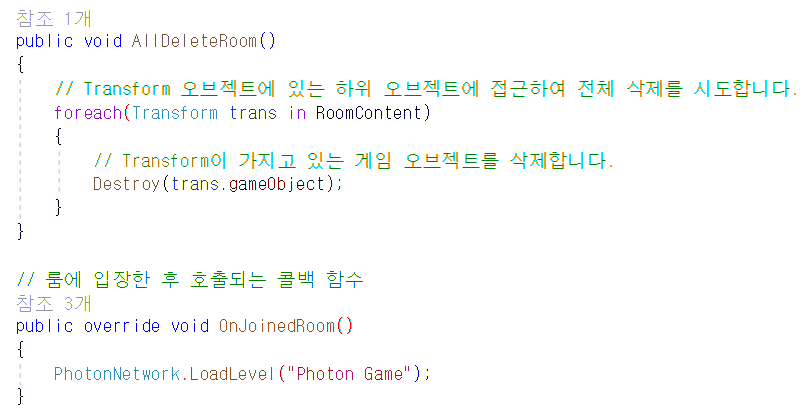 참조 1개
public void AllDeleteRoom()
{
// Transform 오브젝트에 있는 하위 오브젝트에 접근하여 전체 삭제를 시도합니다.
foreach(Transform trans in RoomContent)
{
// Transform이 가지고 있는 게임 오브젝트를 삭제합니다.
Destroy(trans.gameObject);
}
}
// 룸에 입장한 후 호출되는 콜백 함수
참조 3개
public override void OnJoinedRoom()
{
PhotonNetwork.LoadLevel("Photon Game");
}